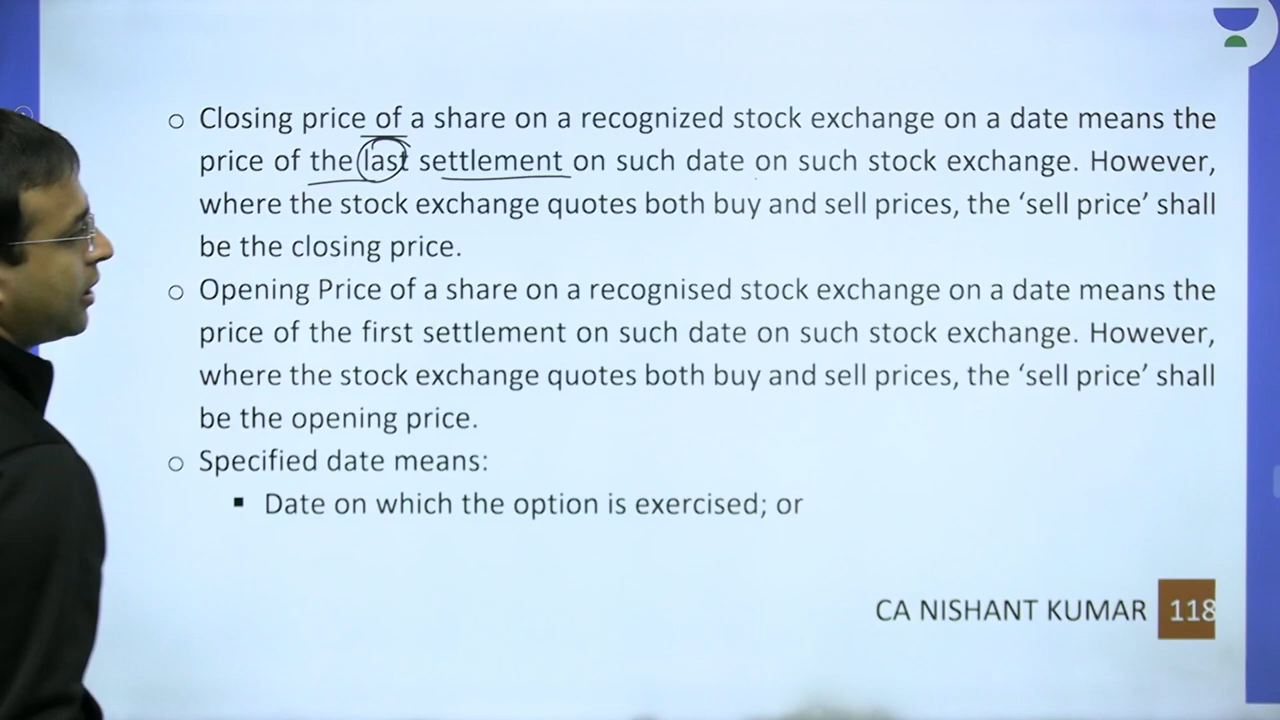 o Closing price of a share on a recognized stock exchange on a date means the
price of the last settlement on such date on such stock exchange. However,
where the stock exchange quotes both buy and sell prices, the ‘sell price’ shall
be the closing price.
o Opening Price of a share on a recognised stock exchange on a date means the
price of the first settlement on such date on such stock exchange. However,
where the stock exchange quotes both buy and sell prices, the ‘sell price’ shall
be the opening price.
o Specified date means:
▪ Date on which the option is exercised; or
CA NISHANT KUMAR 118